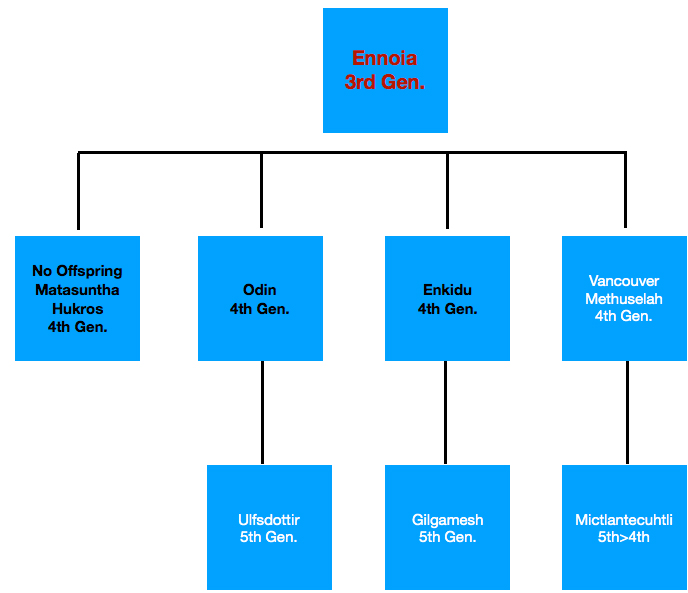 Ennoia
3rd Gen.
No Offspring
Matasuntha
Hukros
4th Gen.
Odin
4th Gen.
Enkidu
4th Gen.
Vancouver
Methuselah
4th Gen.
Ulfsdottir
5th Gen.
Gilgamesh
5th Gen.
Mictlantecuhtli
5th>4th